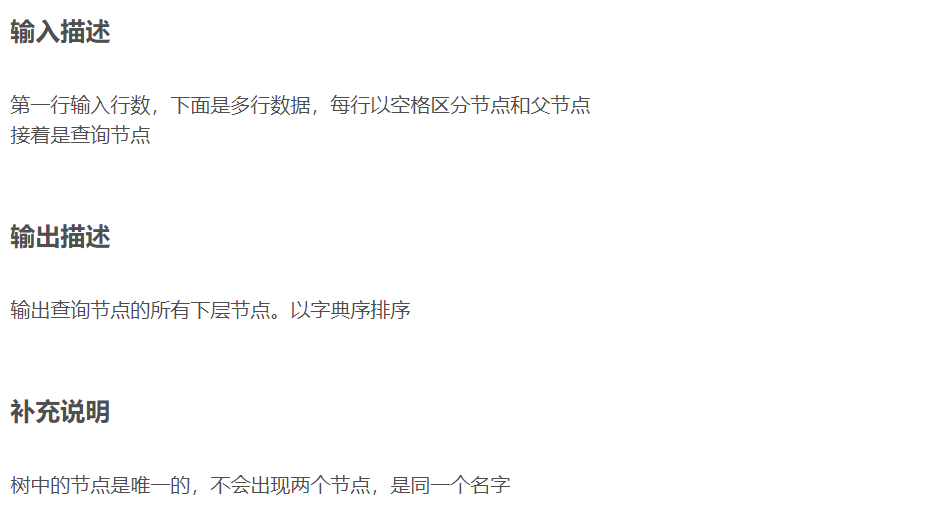 输入描述
第一行输入行数，下面是多行数据，每行以空格区分节点和父节点
接着是查询节点
输出描述
输出查询节点的所有下层节点。以字典序排序
补充说明
树中的节点是唯一的，不会出现两个节点，是同一个名字